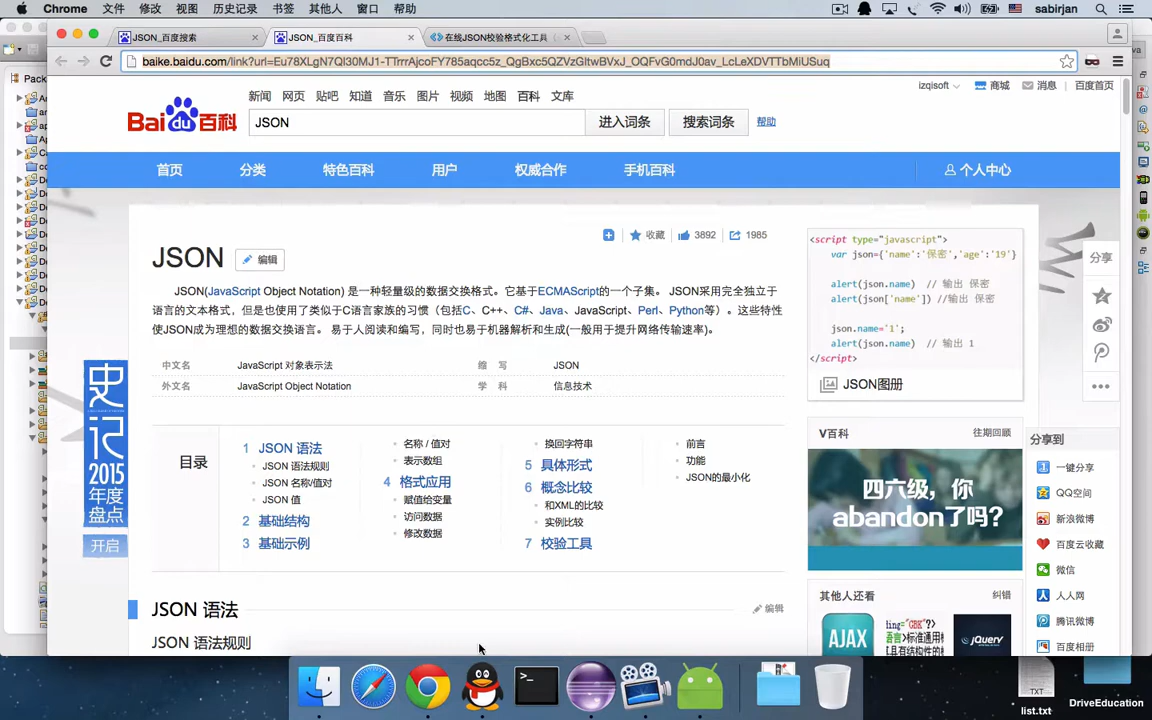 Chrome 文件 修改 视图 历史记录 书签 其他人 窗口 帮助 sabirjan
JSON_百度搜索 JSON_百度百科 在线JSON校验格式化工具
baike.baidu.com/link?url=Eu78XLgN7QI30MJ1-TTrrrAjcoFY785aqcc5z_QgBxc5QZVzGltwBVxJ_OQFvG0mdJ0av_LcLeXDVTTbMiUSuq
新闻 网页 贴吧 知道 音乐 图片 视频 地图 百科 文库
izqisoft 商城 消息 百度首页
Bai du 百科
JSON 进入词条 搜索词条 帮助
首页 分类 特色百科 用户 权威合作 手机百科 个人中心
收藏 3892 1985
JSON 编辑
JSON(JavaScript Object Notation) 是一种轻量级的数据交换格式。它基于ECMAScript的一个子集。 JSON采用完全独立于
语言的文本格式，但是也使用了类似于C语言家族的习惯（包括C、C++、C#、Java、JavaScript、Perl、Python等）。这些特性
使JSON成为理想的数据交换语言。 易于人阅读和编写，同时也易于机器解析和生成(一般用于提升网络传输速率)。
中文名 JavaScript 对象表示法 缩 写 JSON
外文名 JavaScript Object Notation 学 科 信息技术
目录
1 JSON 语法
JSON 语法规则
JSON 名称/值对
JSON 值
2 基础结构
3 基础示例
名称 / 值对
表示数组
4 格式应用
赋值给变量
访问数据
修改数据
换回字符串
5 具体形式
6 概念比较
和XML的比较
实例比较
7 校验工具
前言
功能
JSON的最小化
JSON 语法 编辑
JSON 语法规则
<script type="javascript">
var json={'name':'保密','age':'19'}
alert(json.name) // 输出 保密
alert(json['name']) //输出 保密
json.name='1';
alert(json.name) // 输出 1
</script>
JSON图册
V百科 往期回顾
四六级，你
abandon了吗?
其他人还看 纠错
AJAX
jQuery
分享
分享到
一键分享
QQ空间
新浪微博
百度云收藏
微信
人人网
腾讯微博
百度相册
史记
2015
年度
盘点
开启
Pack
TXT
list.txt
DriveEducation